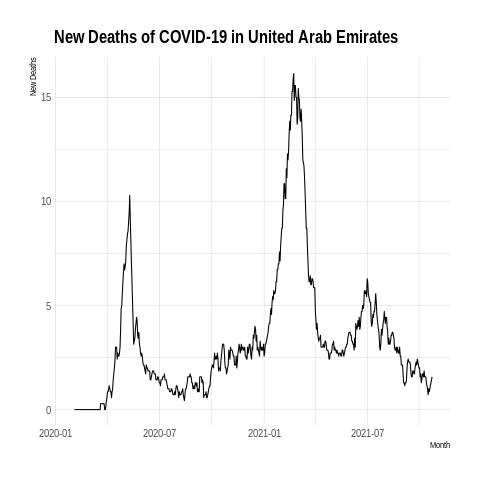 New Deaths of COVID-19 in United Arab Emirates
New Deaths
15
10
5
0
2020-01 2020-07 2021-01 2021-07
Month